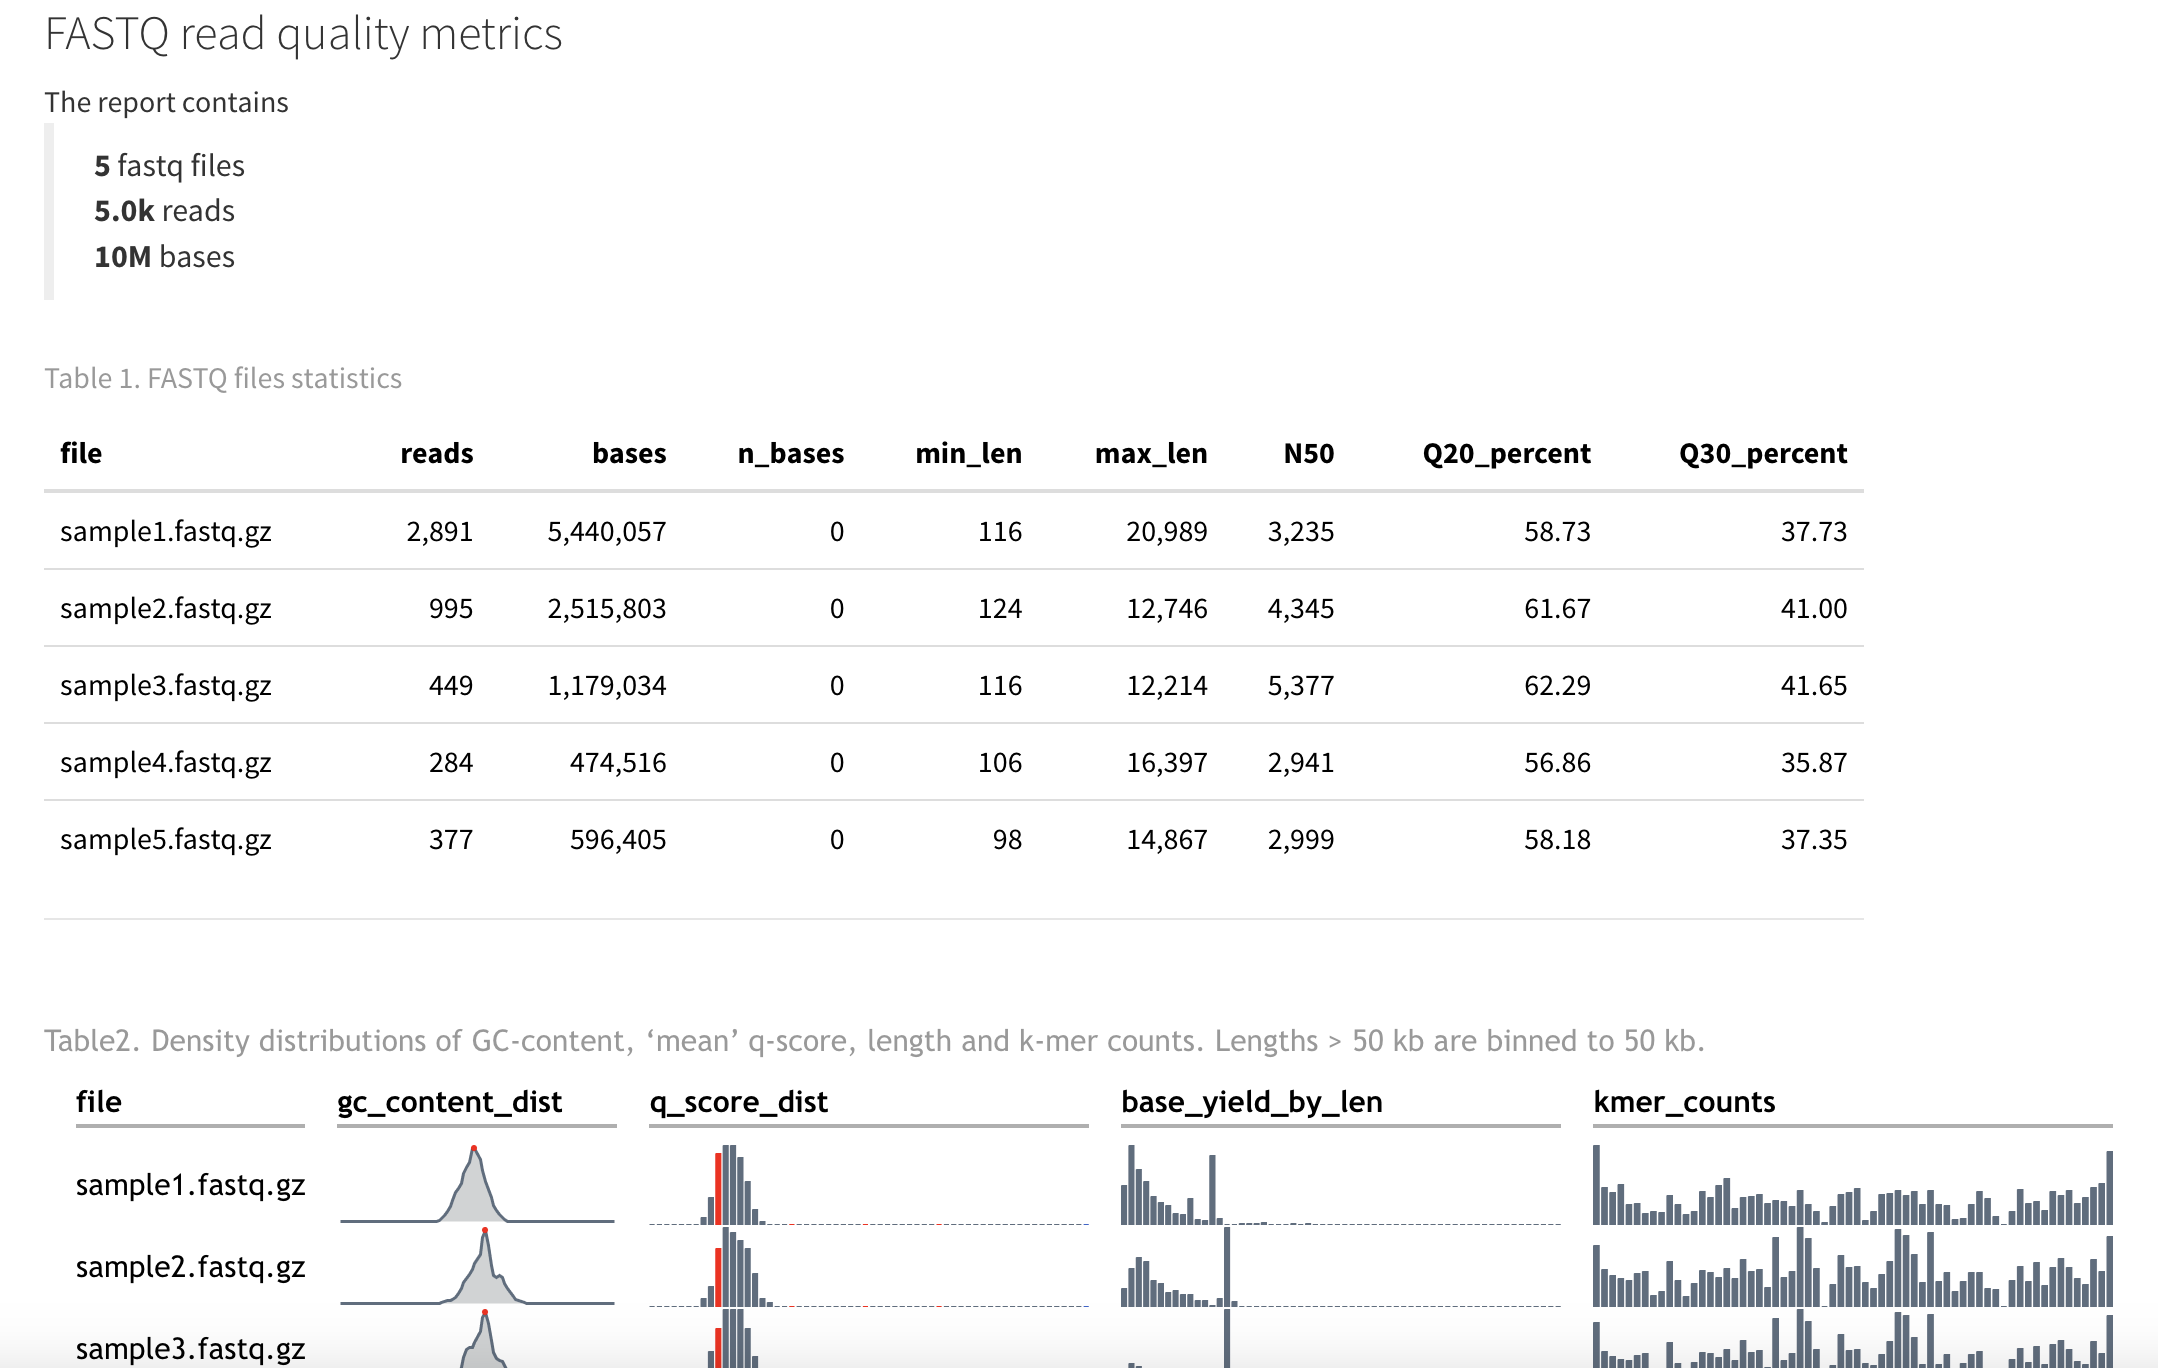 FASTQ read quality metrics
The report contains
5 fastq files
5.0k reads
10M bases
Table 1. FASTQ files statistics
file reads bases n_bases min_len max_len N50 Q20_percent Q30_percent
sample1.fastq.gz 2,891 5,440,057 0 116 20,989 3,235 58.73 37.73
sample2.fastq.gz 995 2,515,803 0 124 12,746 4,345 61.67 41.00
sample3.fastq.gz 449 1,179,034 0 116 12,214 5,377 62.29 41.65
sample4.fastq.gz 284 474,516 0 106 16,397 2,941 56.86 35.87
sample5.fastq.gz 377 596,405 0 98 14,867 2,999 58.18 37.35
Table2. Density distributions of GC-content, ‘mean’ q-score, length and k-mer counts. Lengths > 50 kb are binned to 50 kb.
file gc_content_dist q_score_dist base_yield_by_len kmer_counts
sample1.fastq.gz
sample2.fastq.gz
sample3.fastq.gz